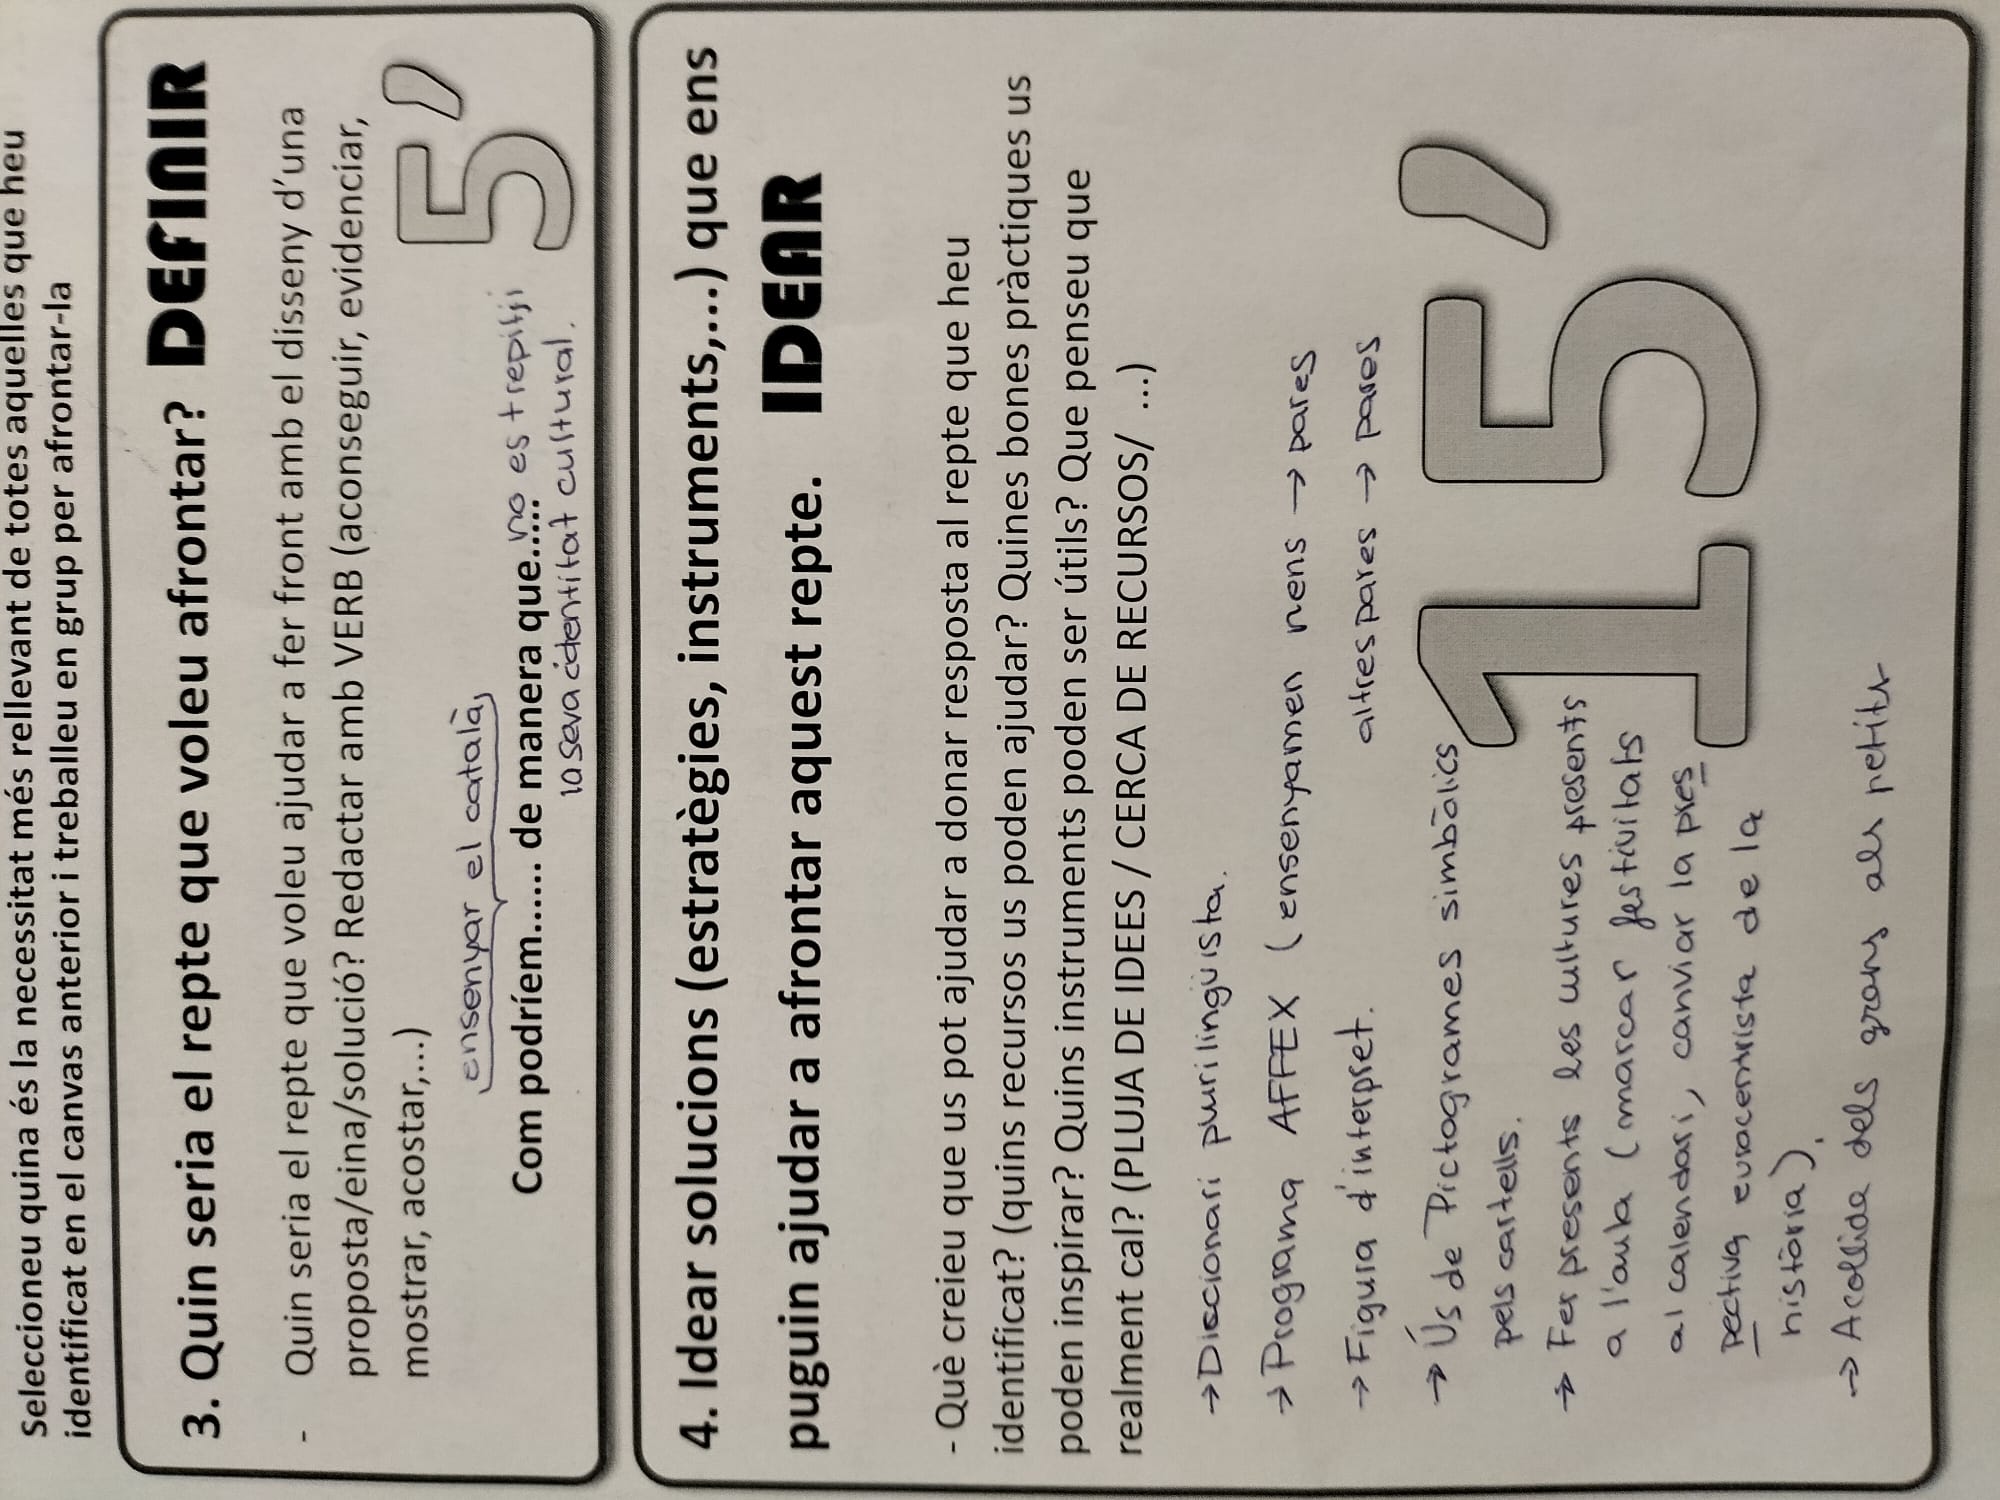 Seleccioneu quina és la necessitat més rellevant de totes aquelles que heu
identificat en el canvas anterior i treballeu en grup per afrontar-la
3. Quin seria el repte que voleu afrontar? DEFINIR
- Quin seria el repte que voleu ajudar a fer front amb el disseny d'una
proposta/eina/solució? Redactar amb VERB (aconseguir, evidenciar,
mostrar, acostar,...)
5'
ensenyar el català,
Com podríem...... de manera que.... no es trepitji
la seva identitat cultural.
4. Idear solucions (estratègies, instruments,...) que ens
puguin ajudar a afrontar aquest repte. IDEAR
- Què creieu que us pot ajudar a donar resposta al repte que heu
identificat? (quins recursos us poden ajudar? Quines bones pràctiques us
poden inspirar? Quins instruments poden ser útils? Que penseu que
realment cal? (PLUJA DE IDEES / CERCA DE RECURSOS/ ...)
→ Diccionari plurilingüista.
→ Programa AFFEX (ensenyamen nens → pares
altres pares → pares
→ Figura d'intèrpret.
→ Ús de Pictogrames simbòlics
pels cartells.
→ Fer presents les cultures presents
a l'aula (marcar festivitats
al calendari, canviar la pers
pectiva eurocentrista de la
història).
→ Acollida dels grans als petits
15'